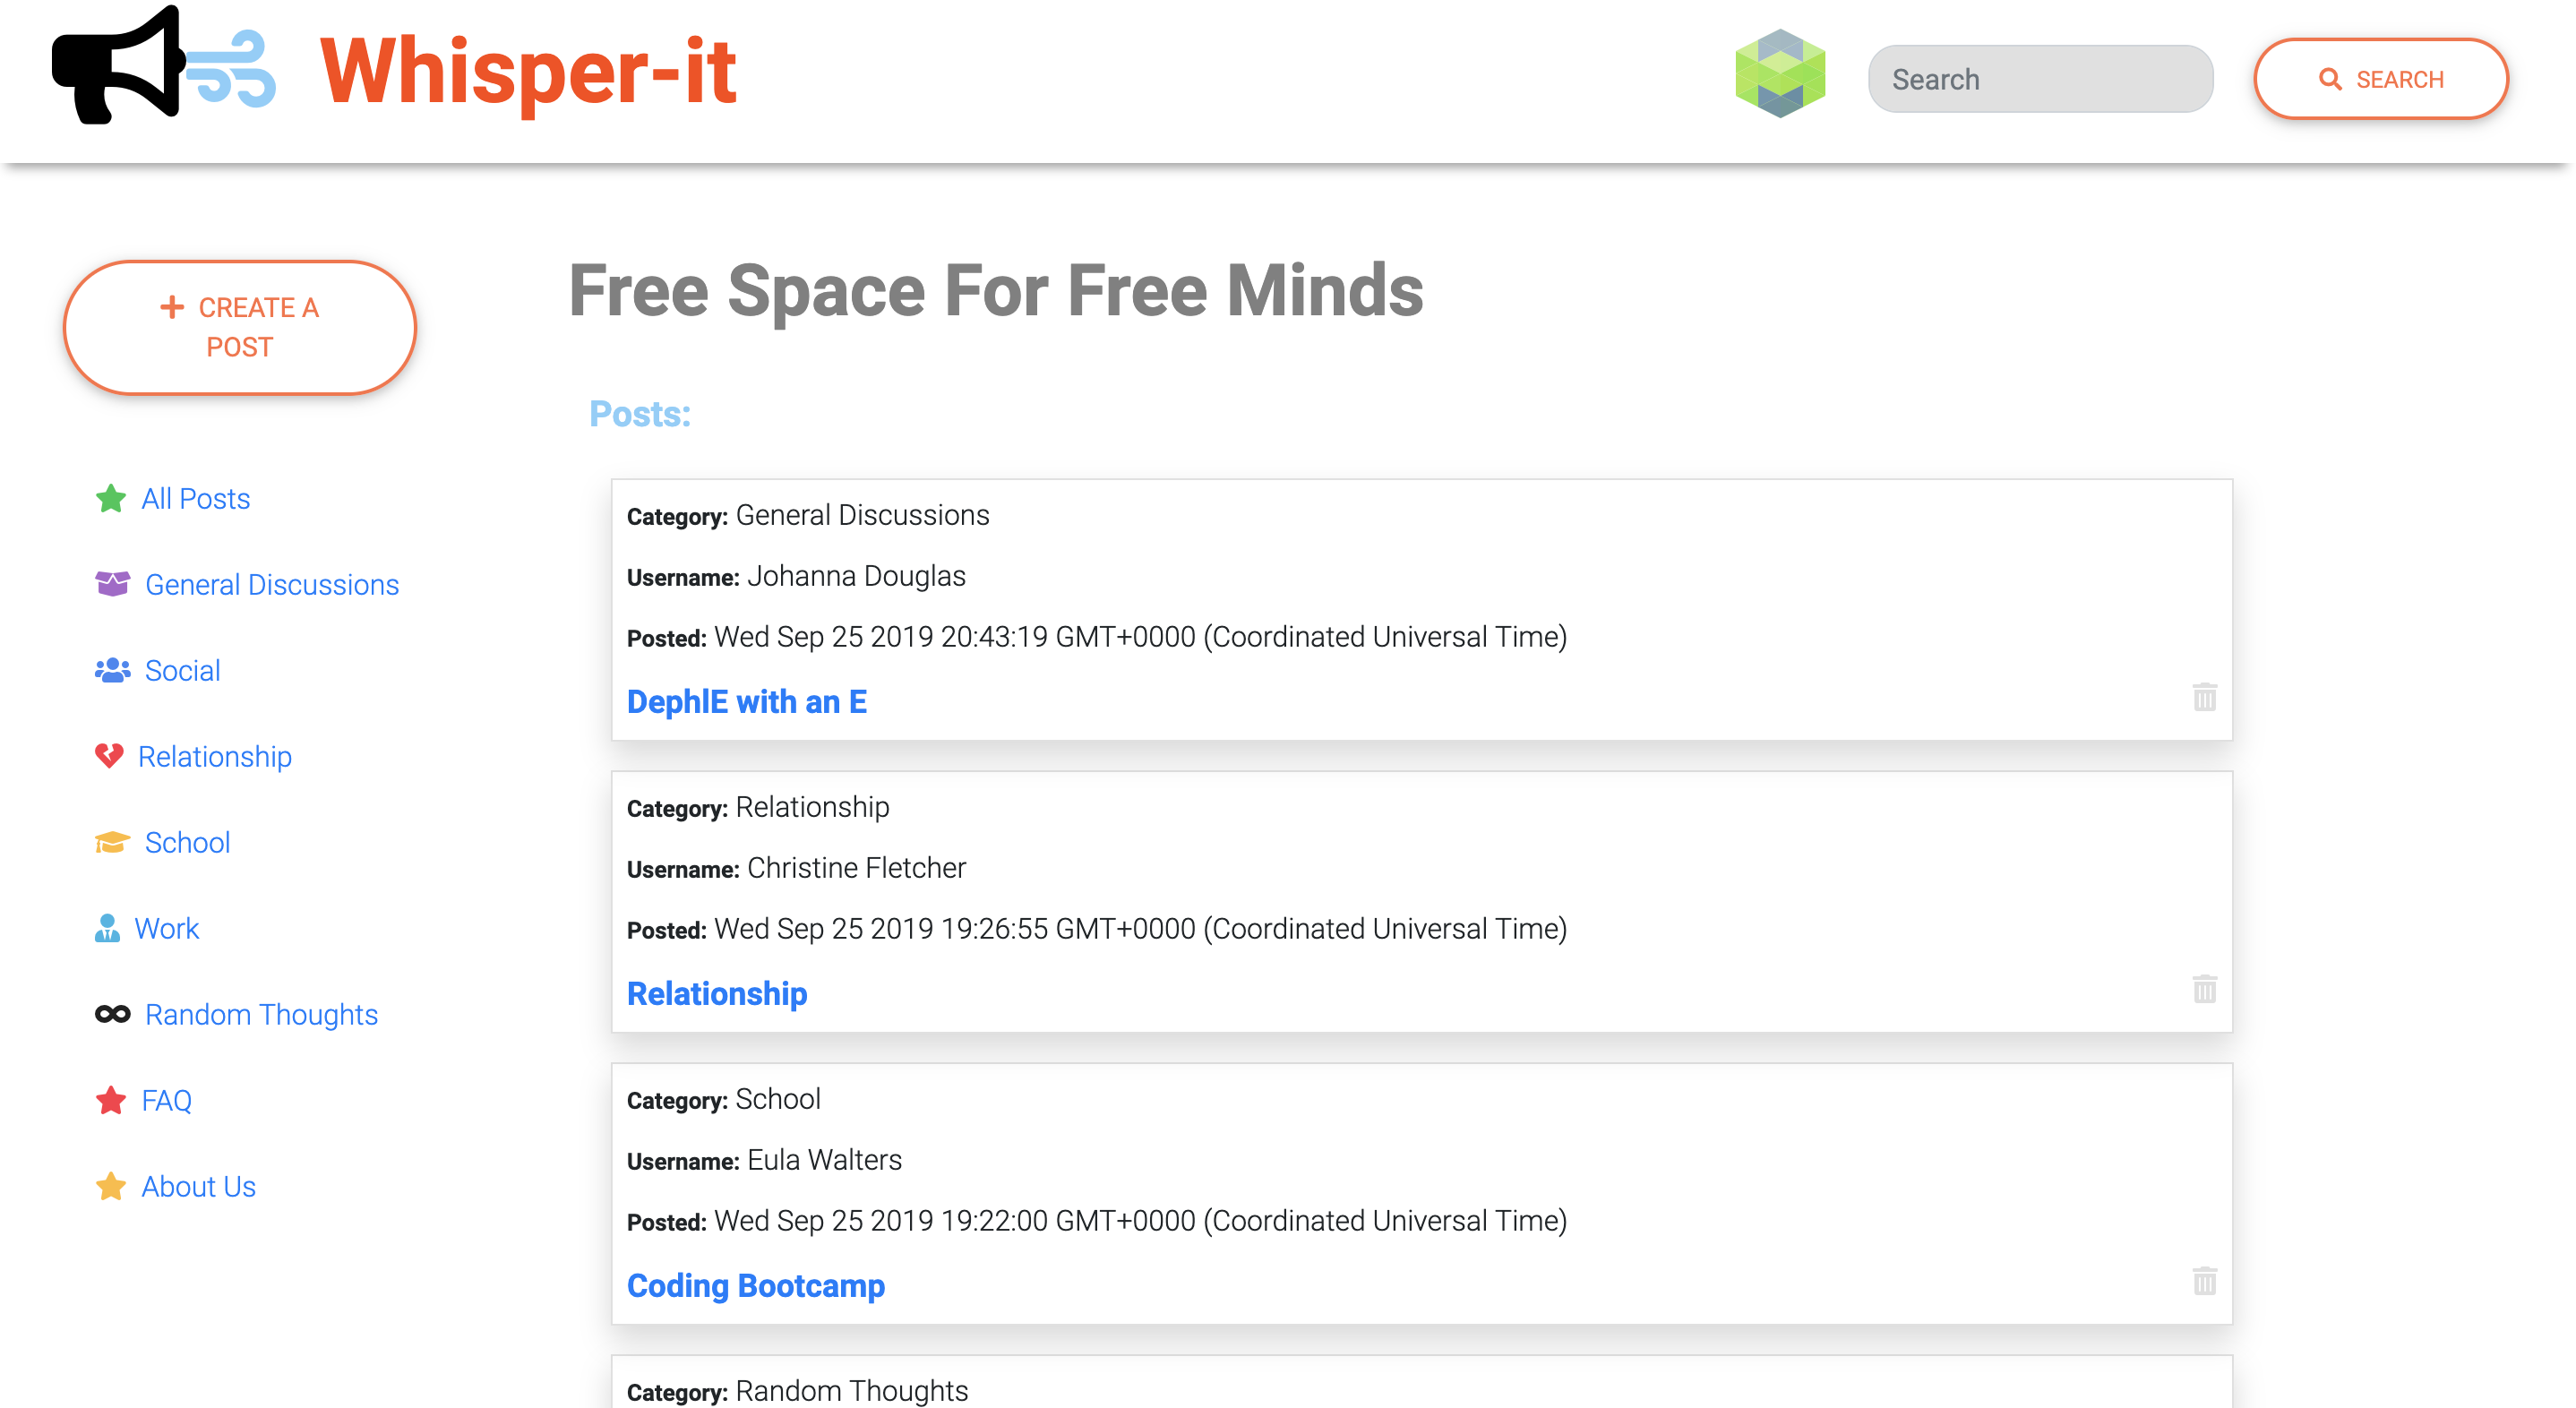 Whisper-it
Search
SEARCH
CREATE A
POST
All Posts
General Discussions
Social
Relationship
School
Work
Random Thoughts
FAQ
About Us
Free Space For Free Minds
Posts:
Category: General Discussions
Username: Johanna Douglas
Posted: Wed Sep 25 2019 20:43:19 GMT+0000 (Coordinated Universal Time)
DephlE with an E
Category: Relationship
Username: Christine Fletcher
Posted: Wed Sep 25 2019 19:26:55 GMT+0000 (Coordinated Universal Time)
Relationship
Category: School
Username: Eula Walters
Posted: Wed Sep 25 2019 19:22:00 GMT+0000 (Coordinated Universal Time)
Coding Bootcamp
Category: Random Thoughts